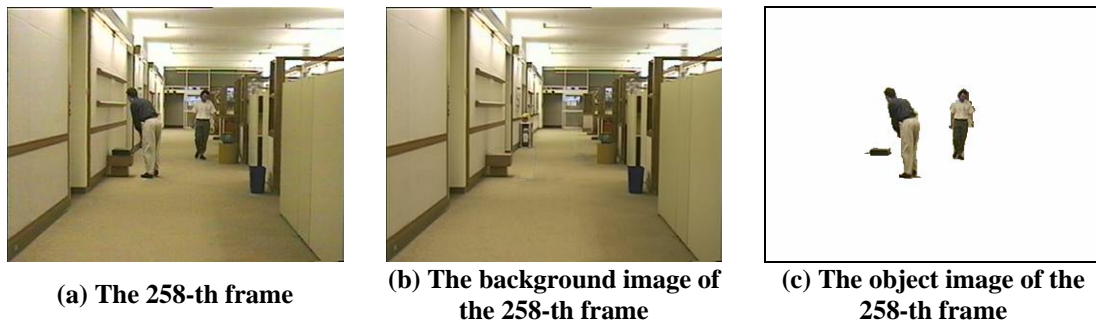 (a) The 258-th frame
(b) The background image of
the 258-th frame
(c) The object image of the
258-th frame